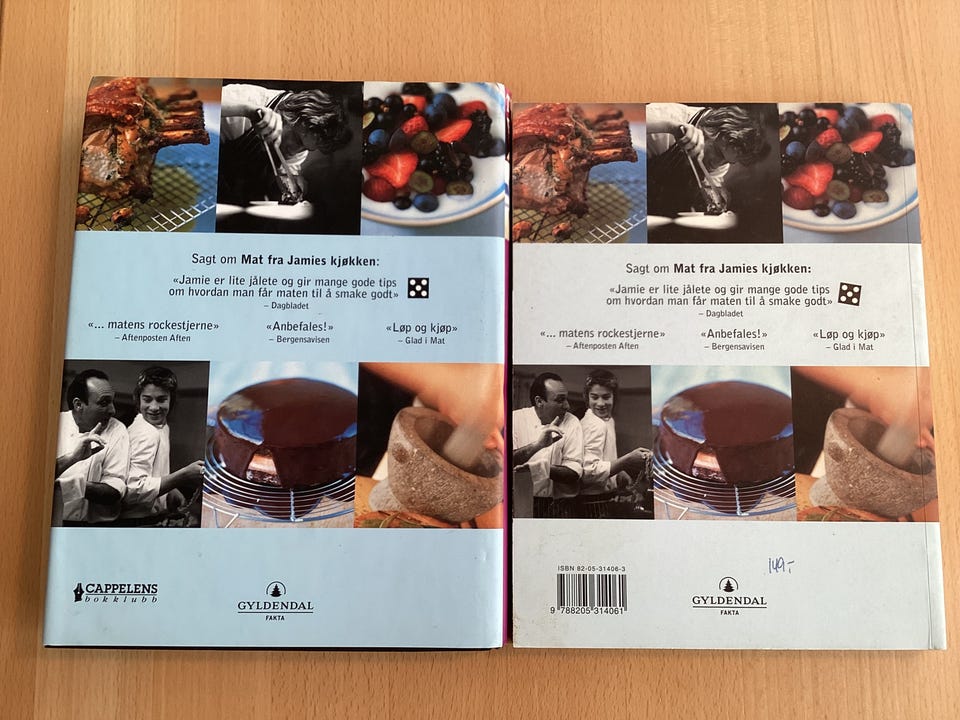 Sagt om Mat fra Jamies kjøkken:
«Jamie er lite jålete og gir mange gode tips
om hvordan man får maten til å smake godt»
– Dagbladet
«... matens rockestjerne»
– Aftenposten Aften
«Anbefales!»
– Bergensavisen
«Løp og kjøp»
– Glad i Mat
CAPPELENS
bokklubb
GYLDENDAL
FAKTA
Sagt om Mat fra Jamies kjøkken:
«Jamie er lite jålete og gir mange gode tips
om hvordan man får maten til å smake godt»
– Dagbladet
«... matens rockestjerne»
– Aftenposten Aften
«Anbefales!»
– Bergensavisen
«Løp og kjøp»
– Glad i Mat
ISBN 82-05-31406-3
9 788205 314061
GYLDENDAL
FAKTA
149,-